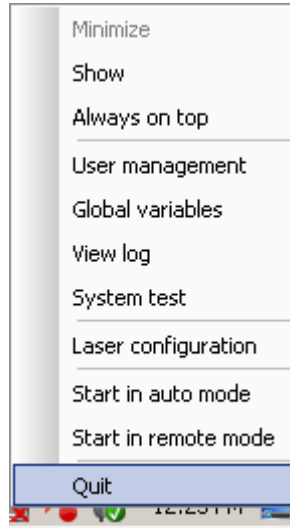 Minimize
Show
Always on top
User management
Global variables
View log
System test
Laser configuration
Start in auto mode
Start in remote mode
Quit